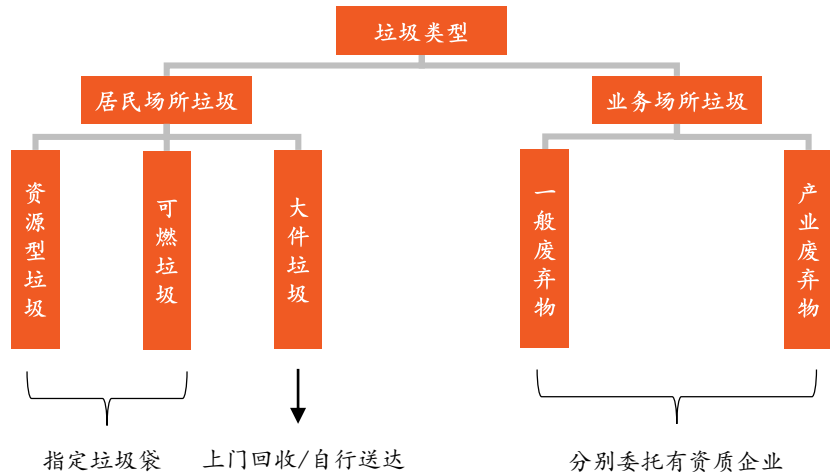 垃圾类型
居民场所垃圾
业务场所垃圾
资源型垃圾
可燃垃圾
大件垃圾
一般废弃物
产业废弃物
指定垃圾袋
上门回收/自行送达
分别委托有资质企业